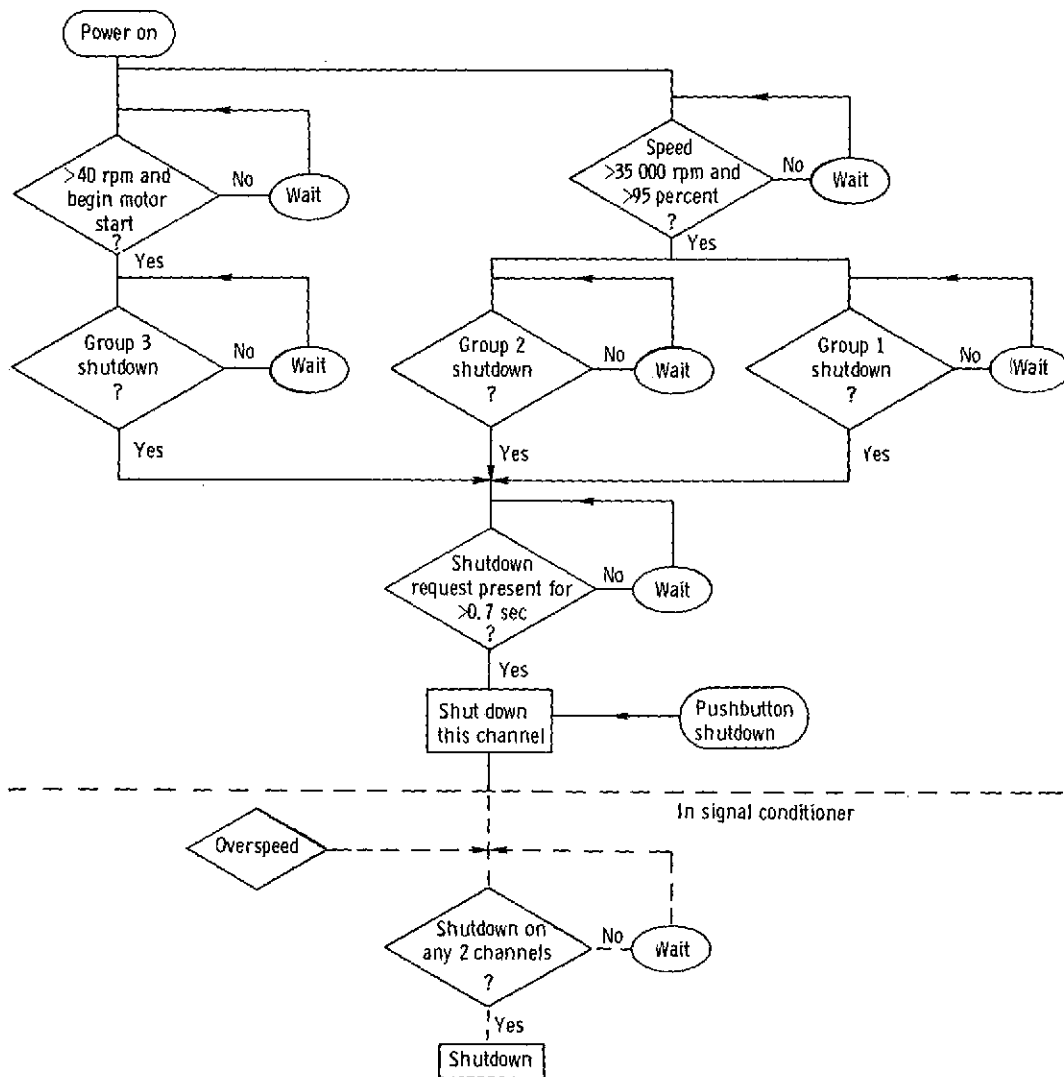 Power on
>40 rpm and
begin motor
start
?
No
Wait
Yes
Speed
>35 000 rpm and
>95 percent
?
No
Wait
Yes
Group 3
shutdown
?
No
Wait
Yes
Group 2
shutdown
?
No
Wait
Yes
Group 1
shutdown
?
No
Wait
Yes
Shutdown
request present for
>0.7 sec
?
No
Wait
Yes
Shut down
this channel
Pushbutton
shutdown
In signal conditioner
Overspeed
Shutdown on
any 2 channels
?
No
Wait
Yes
Shutdown